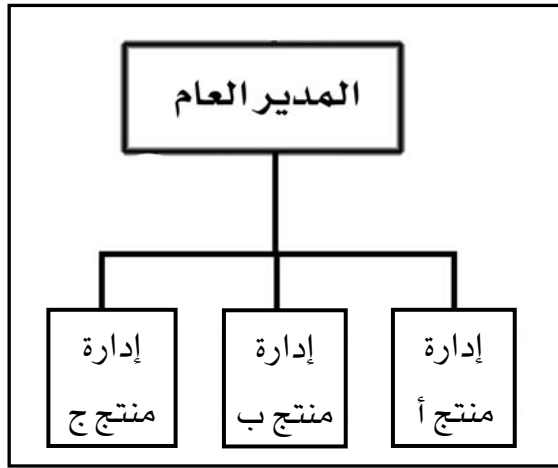 المدير العام
إدارة
منتج أ
إدارة
منتج ب
إدارة
منتج ج